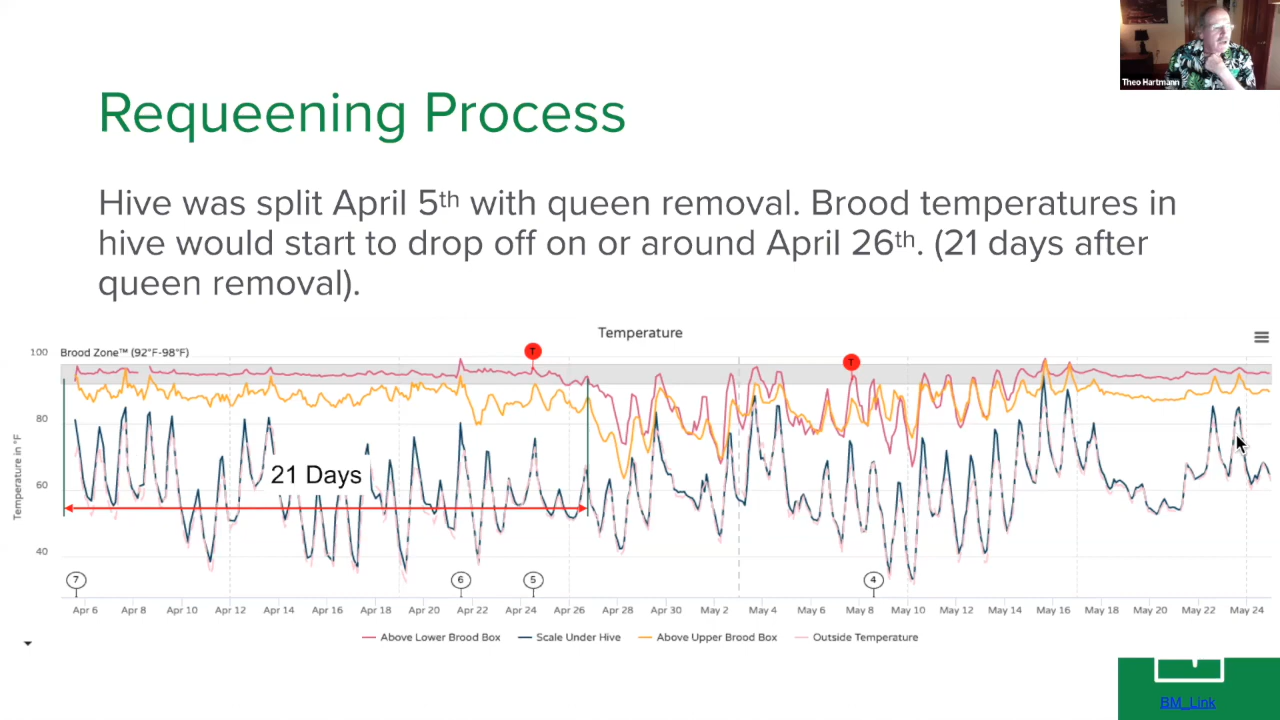 Theo Hartmann
Requeening Process
Hive was split April 5th with queen removal. Brood temperatures in
hive would start to drop off on or around April 26th. (21 days after
queen removal).
Temperature
Brood Zone™ (92°F-98°F)
T
T
100
80
60
40
Temperature in °F
21 Days
7
6
5
4
Apr 6 Apr 8 Apr 10 Apr 12 Apr 14 Apr 16 Apr 18 Apr 20 Apr 22 Apr 24 Apr 26 Apr 28 Apr 30 May 2 May 4 May 6 May 8 May 10 May 12 May 14 May 16 May 18 May 20 May 22 May 24
Above Lower Brood Box Scale Under Hive Above Upper Brood Box Outside Temperature
BM_Link